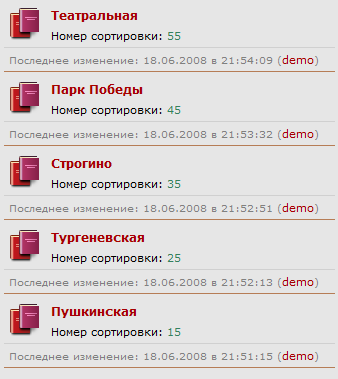 Театральная
Номер сортировки: 55
Последнее изменение: 18.06.2008 в 21:54:09 (demo)
Парк Победы
Номер сортировки: 45
Последнее изменение: 18.06.2008 в 21:53:32 (demo)
Строгино
Номер сортировки: 35
Последнее изменение: 18.06.2008 в 21:52:51 (demo)
Тургеневская
Номер сортировки: 25
Последнее изменение: 18.06.2008 в 21:52:13 (demo)
Пушкинская
Номер сортировки: 15
Последнее изменение: 18.06.2008 в 21:51:15 (demo)